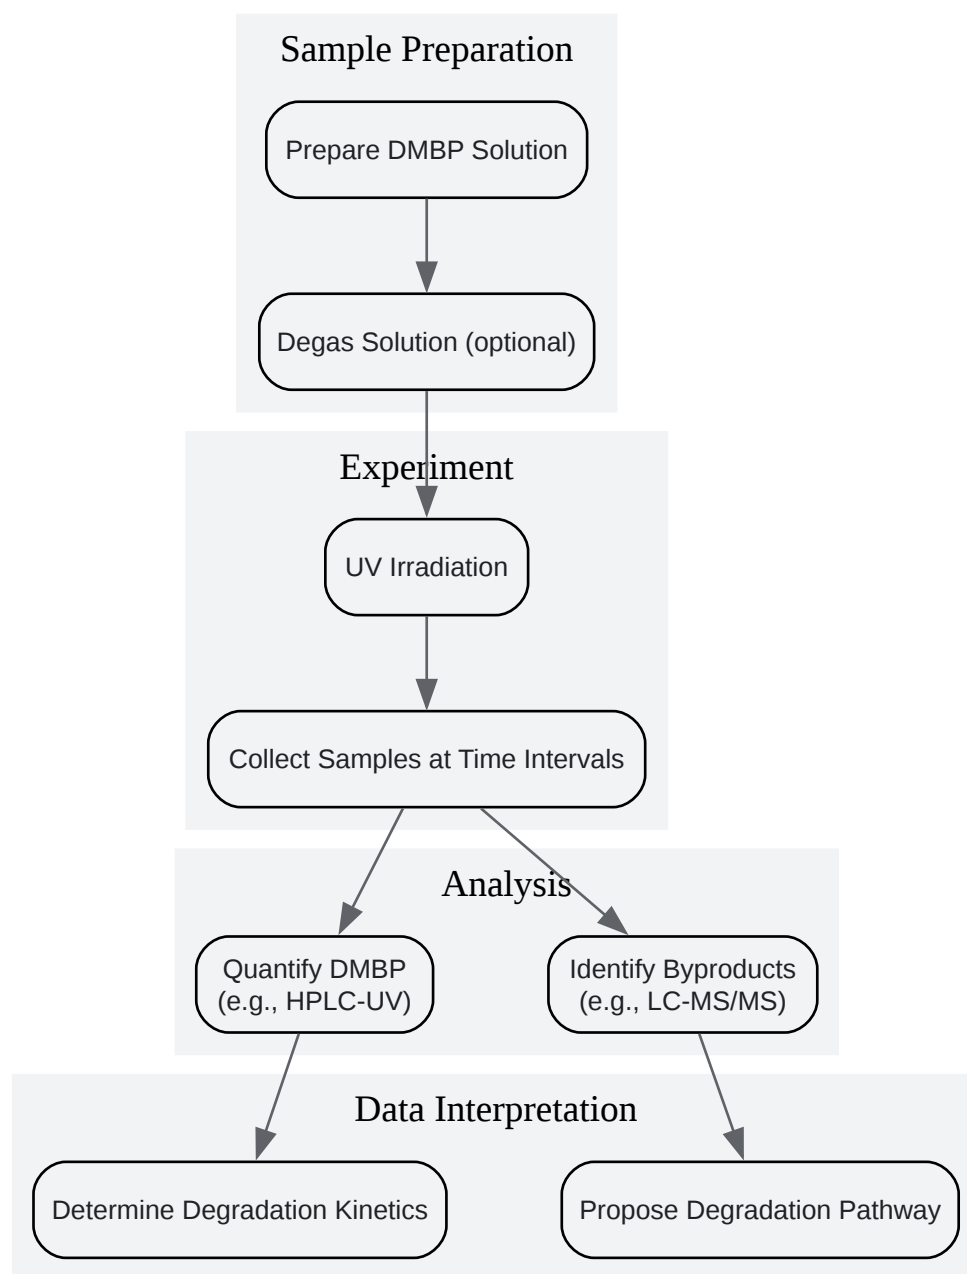 Sample Preparation
Prepare DMBP Solution
Degas Solution (optional)
Experiment
UV Irradiation
Collect Samples at Time Intervals
Analysis
Quantify DMBP
(e.g., HPLC-UV)
Identify Byproducts
(e.g., LC-MS/MS)
Data Interpretation
Determine Degradation Kinetics
Propose Degradation Pathway